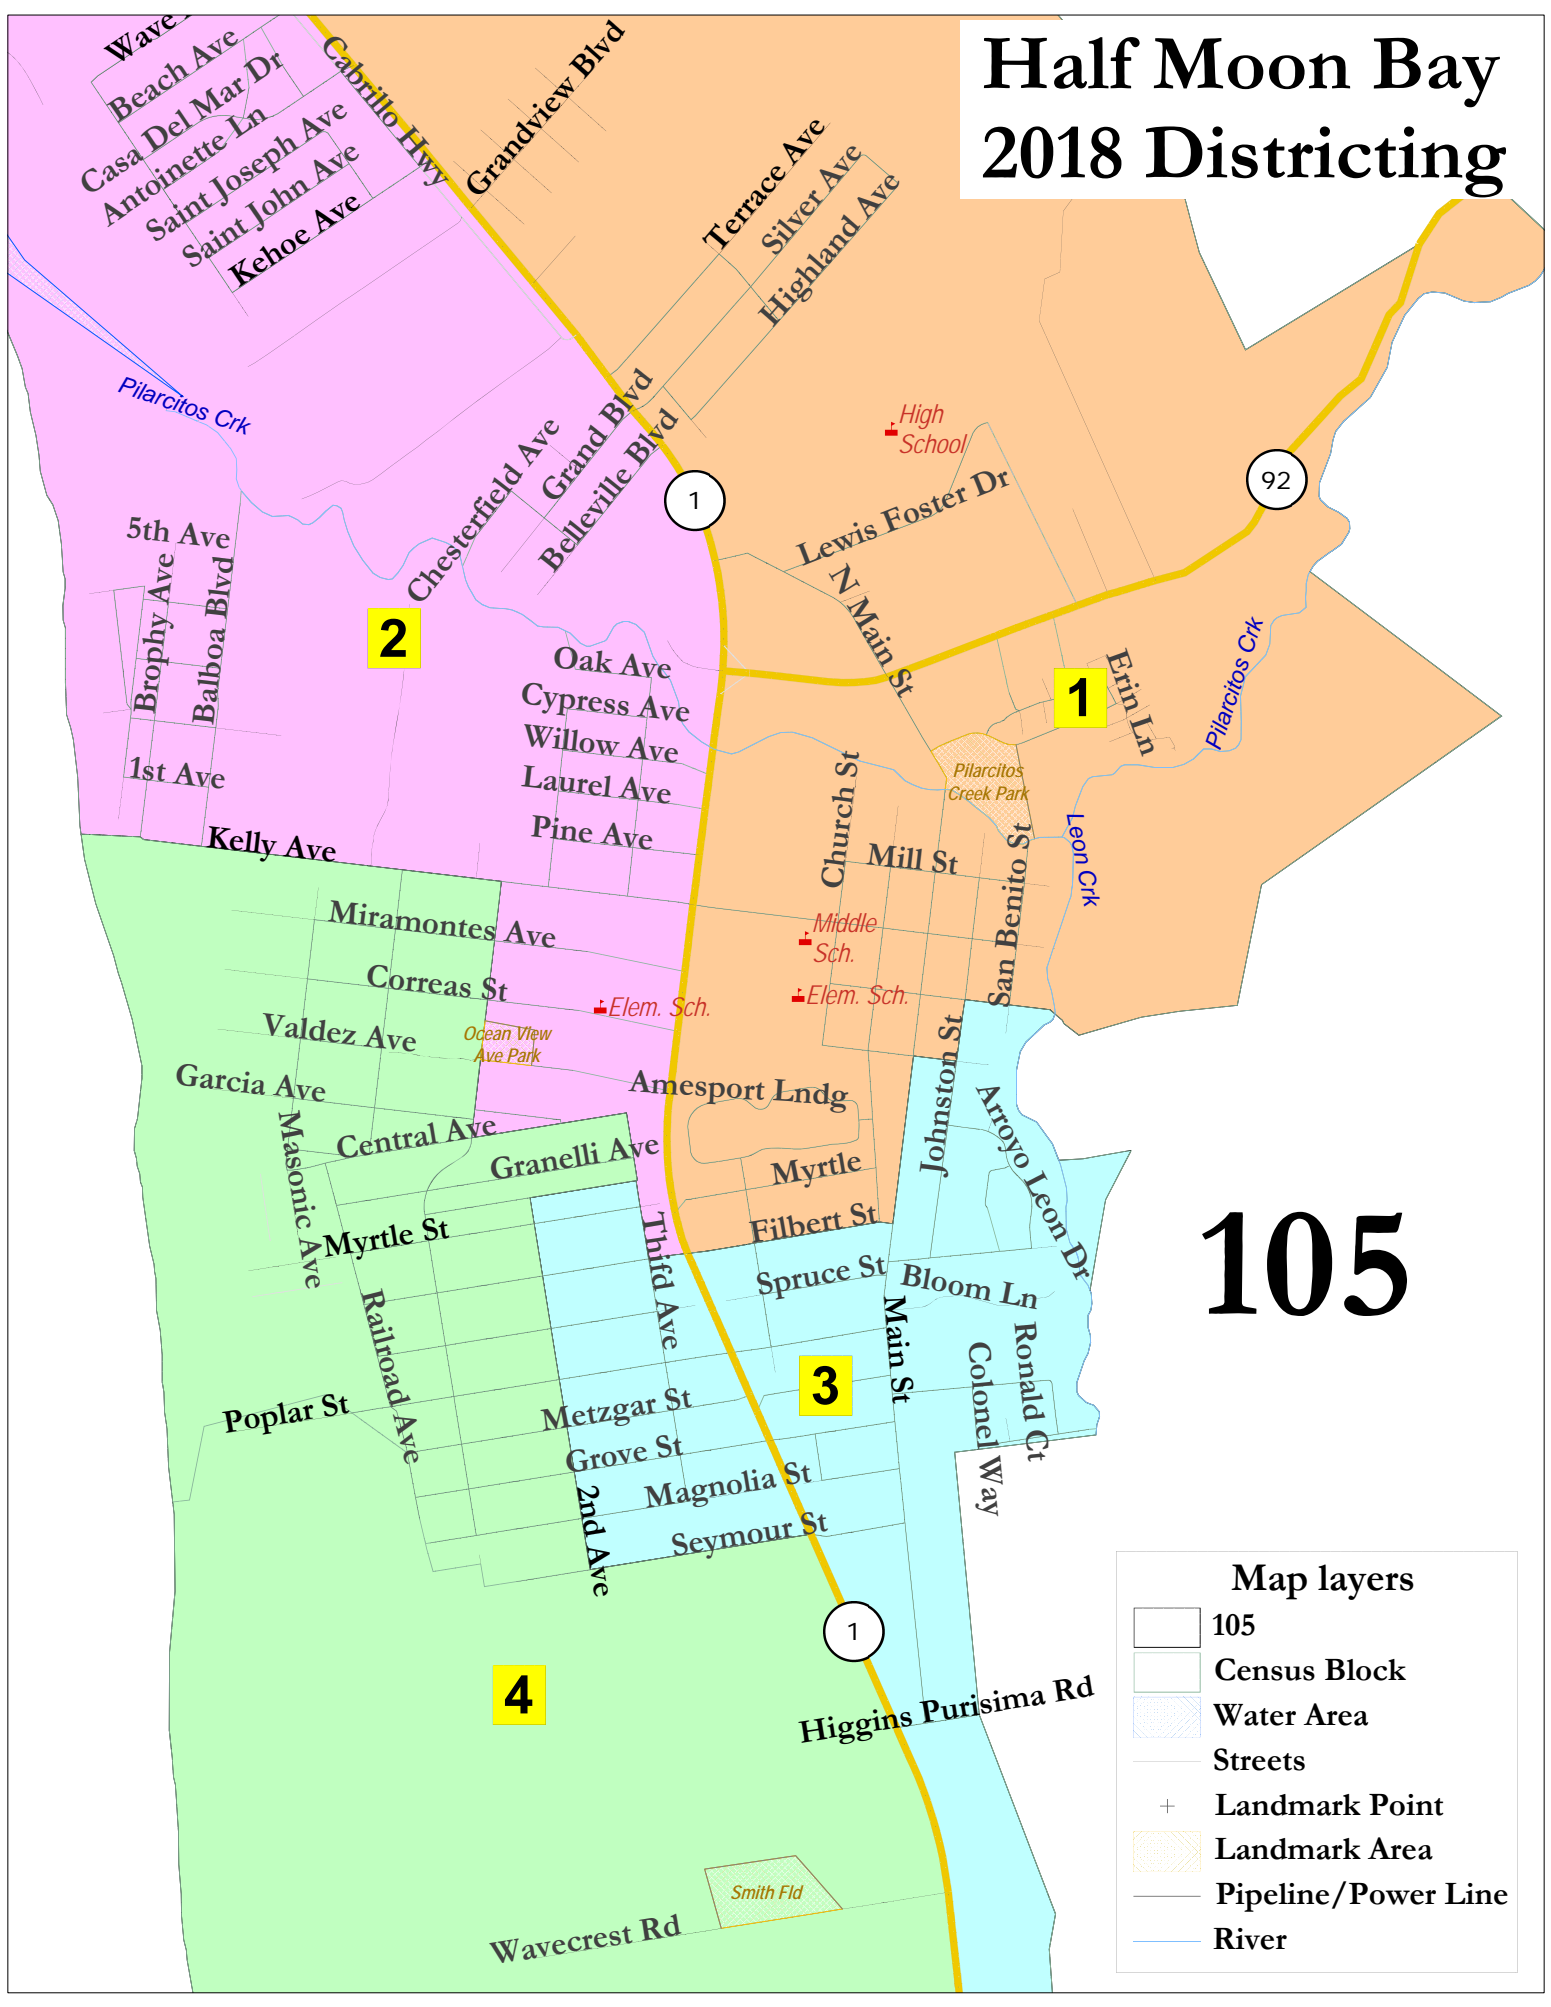 Half Moon Bay
2018 Districting
Beach Ave
Casa Del Mar Dr
Antoinette Ln
Saint Joseph Ave
Saint John Ave
Kehoe Ave
Cabrillo Hwy
Grandview Blvd
Terrace Ave
Silver Ave
Highland Ave
Pilarcitos Crk
High
School
Grand Blvd
Chesterfield Ave
Belleville Blvd
1
92
Lewis Foster Dr
N Main St
5th Ave
Brophy Ave
Balboa Blvd
2
Oak Ave
Cypress Ave
Willow Ave
Laurel Ave
Pine Ave
1st Ave
Kelly Ave
1
Erin Ln
Pilarcitos Crk
Pilarcitos
Creek Park
Leon Crk
Church St
Mill St
San Benito St
Middle
Sch.
Elem. Sch.
Miramontes Ave
Correas St
Elem. Sch.
Valdez Ave
Ocean View
Ave Park
Garcia Ave
Amesport Lndg
Johnston St
Arroyo Leon Dr
Masonic Ave
Central Ave
Granelli Ave
Myrtle
Myrtle St
Filbert St
Third Ave
Spruce St
Bloom Ln
105
Railroad Ave
Main St
Ronald Ct
Colonel Way
3
Poplar St
Metzgar St
Grove St
Magnolia St
2nd Ave
Seymour St
1
4
Higgins Purisima Rd
Smith Fld
Wavecrest Rd
Map layers
105
Census Block
Water Area
Streets
Landmark Point
Landmark Area
Pipeline/Power Line
River